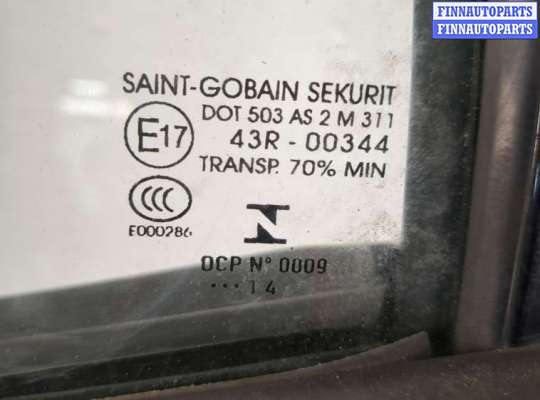 FINNAUTOPARTS
FINNAUTOPARTS
SAINT-GOBAIN SEKURIT
DOT 503 AS 2 M 311
E17
43R - 00344
TRANSP. 70% MIN
CCC
E000286
N
OCP Nº 0009
•••14